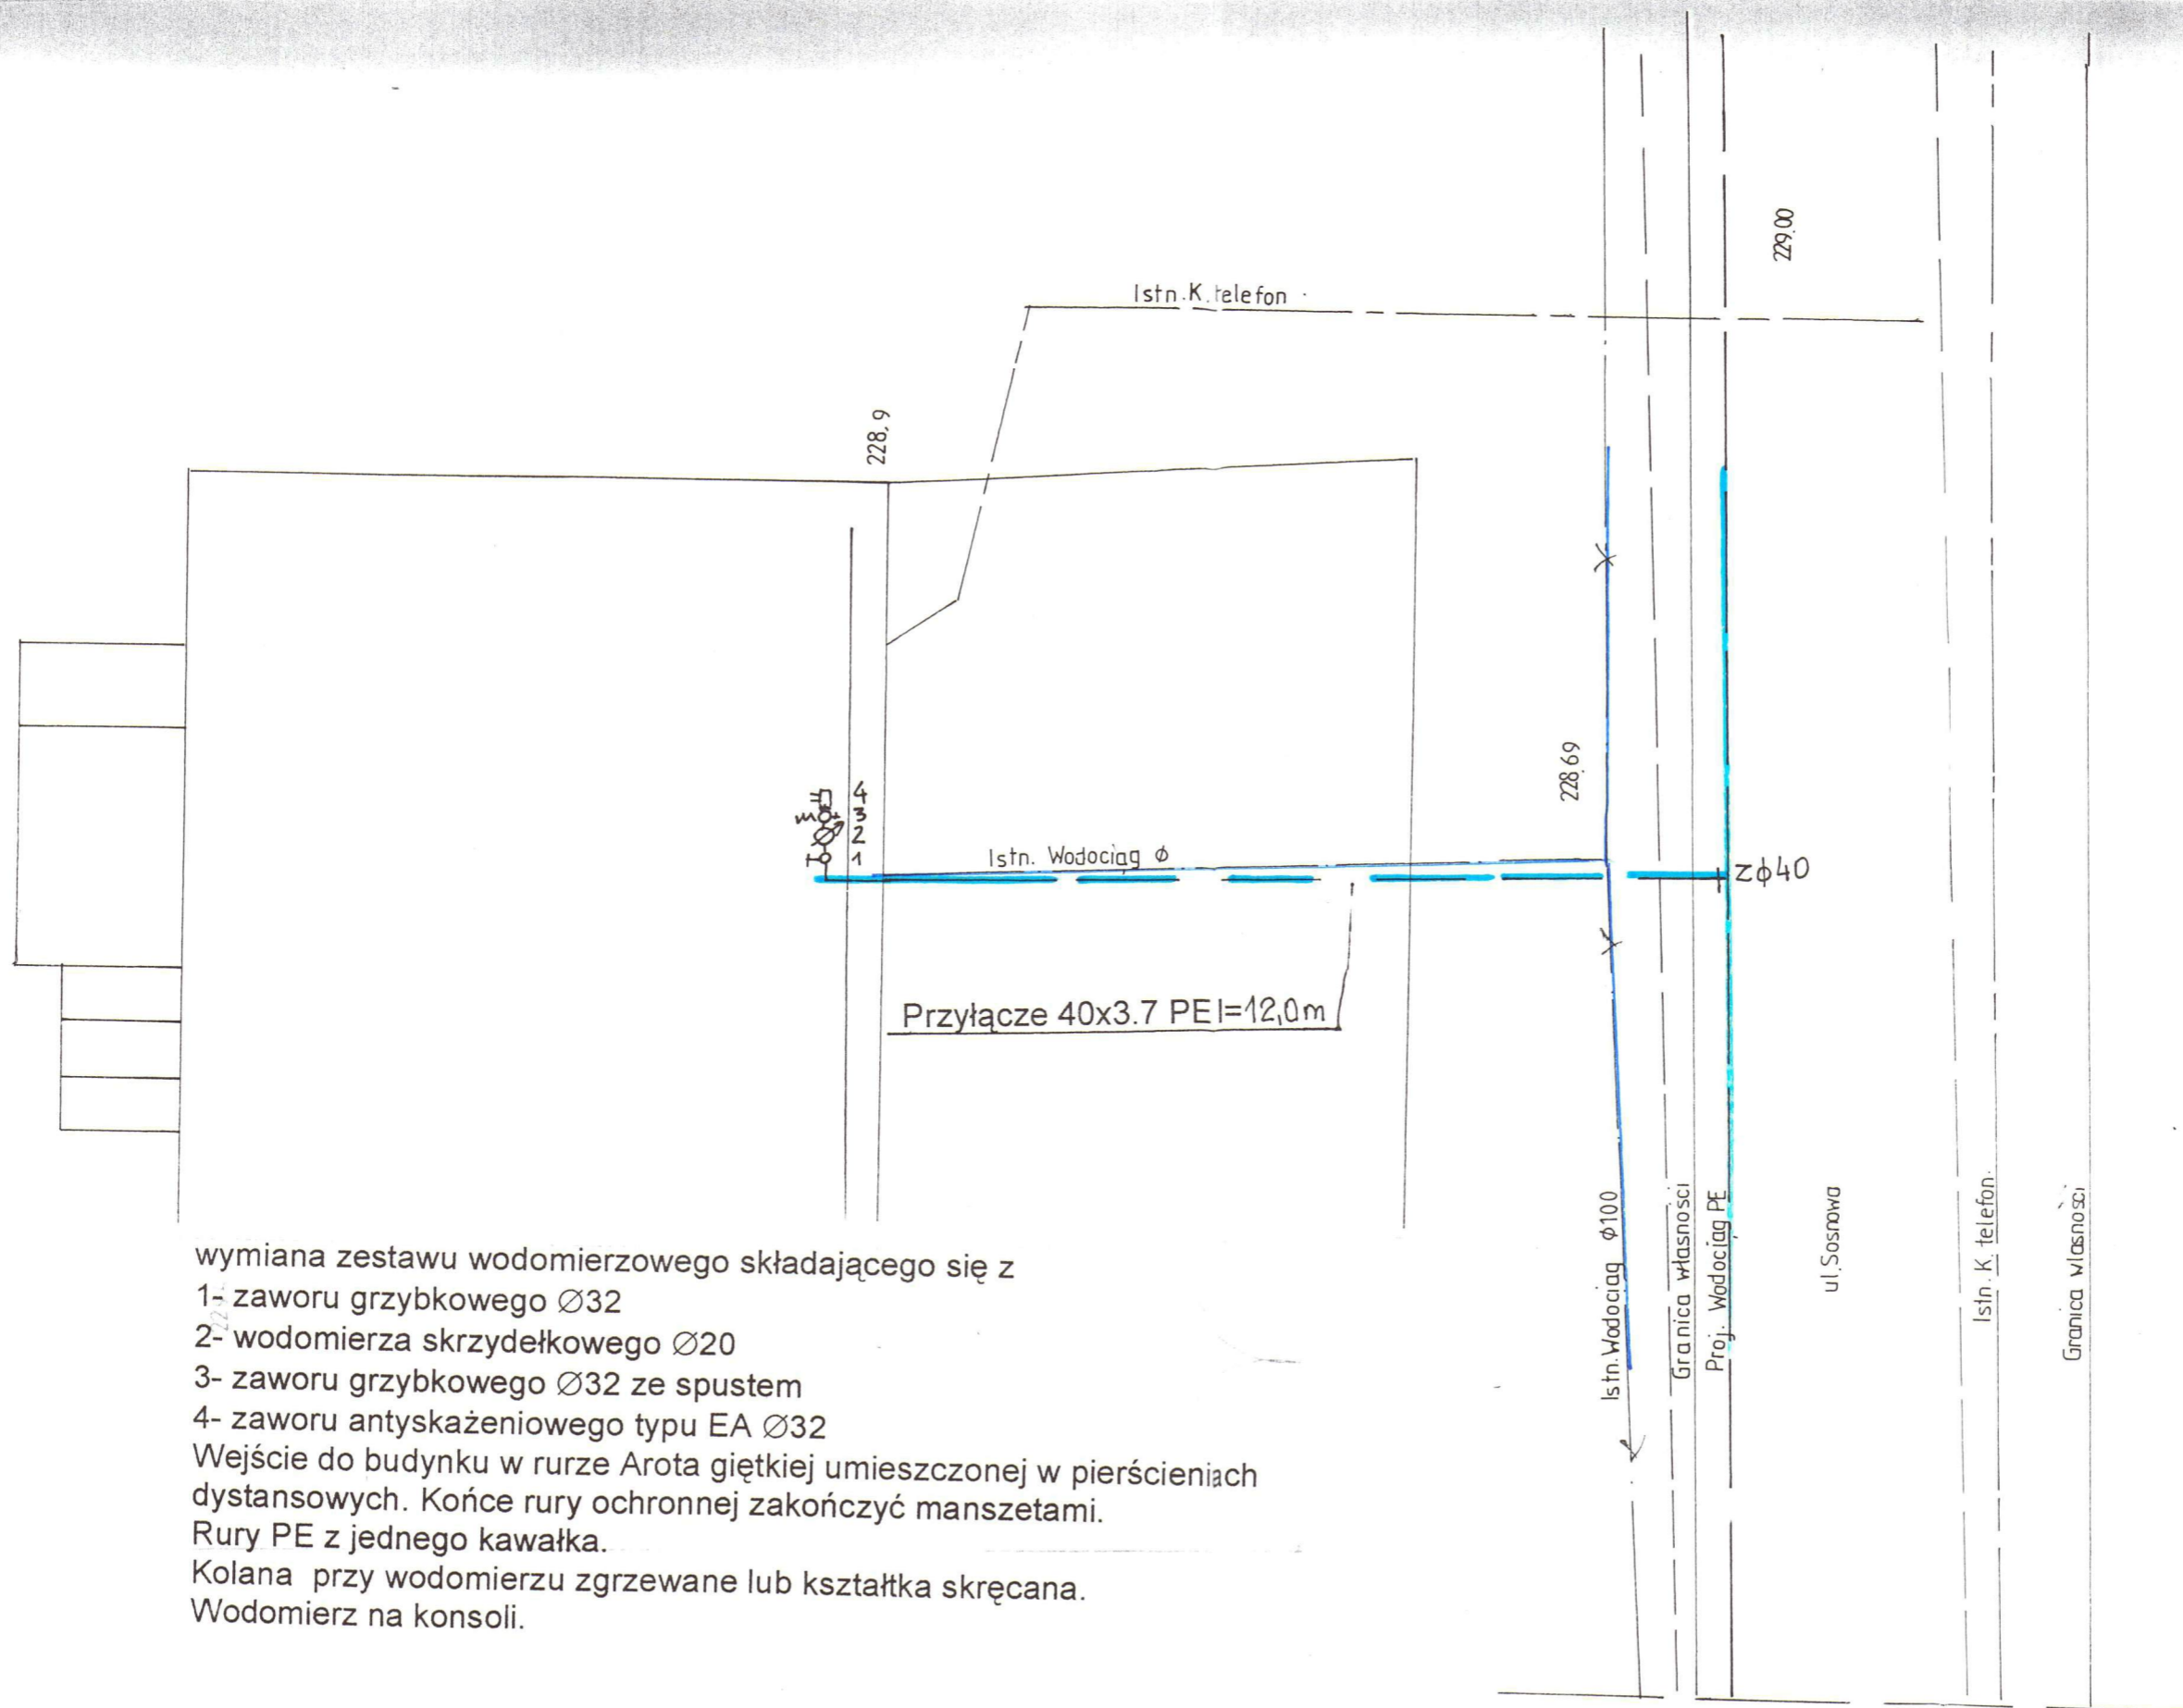 229.00
Istn.K.telefon
228,9
228.69
4
3
2
1
Istn. Wodociąg ϕ
zϕ40
Przyłącze 40x3.7 PE l=12,0m
Istn.Wodociąg ϕ100
Granica własnosci
Proj. Wodociąg PE
ul.Sosnowa
Istn.K.telefon.
Granica własności
wymiana zestawu wodomierzowego składającego się z
1- zaworu grzybkowego ∅32
2- wodomierza skrzydełkowego ∅20
3- zaworu grzybkowego ∅32 ze spustem
4- zaworu antyskażeniowego typu EA ∅32
Wejście do budynku w rurze Arota giętkiej umieszczonej w pierścieniach
dystansowych. Końce rury ochronnej zakończyć manszetami.
Rury PE z jednego kawałka.
Kolana przy wodomierzu zgrzewane lub kształtka skręcana.
Wodomierz na konsoli.